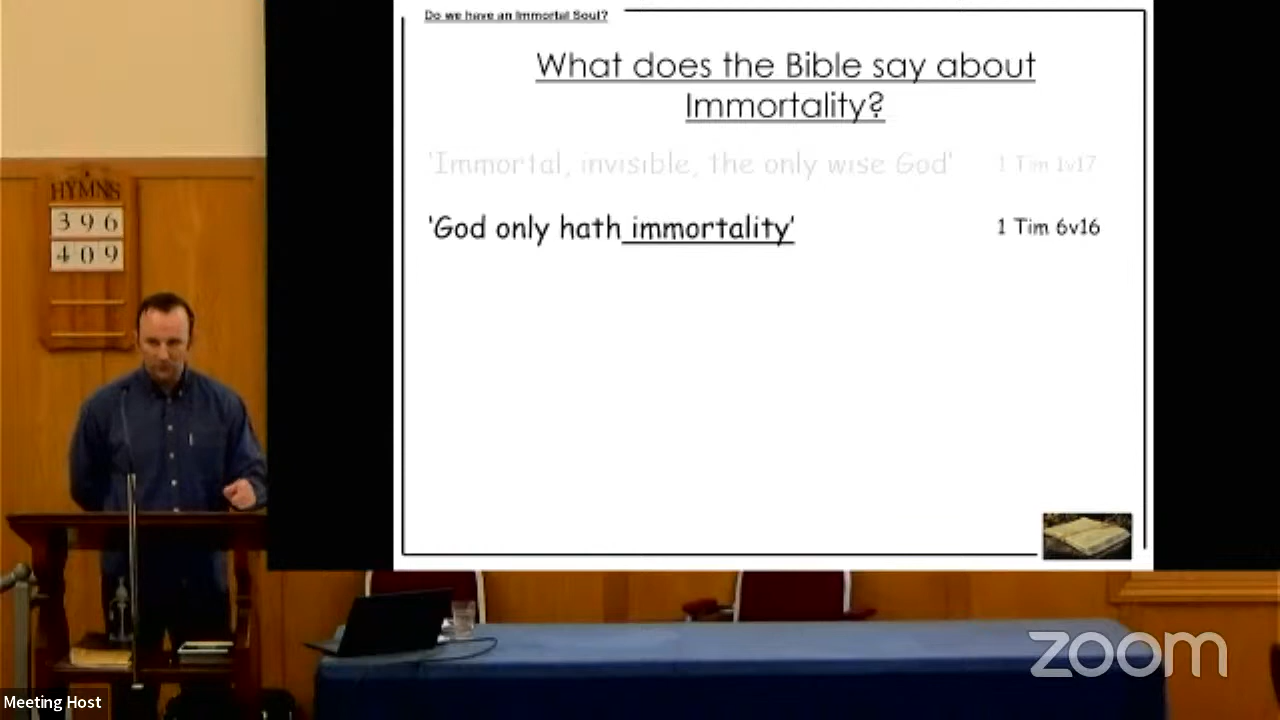 Do we have an Immortal Soul?
What does the Bible say about
Immortality?
'Immortal, invisible, the only wise God' 1 Tim 1v17
'God only hath immortality' 1 Tim 6v16
HYMNS
396
409
zoom
Meeting Host